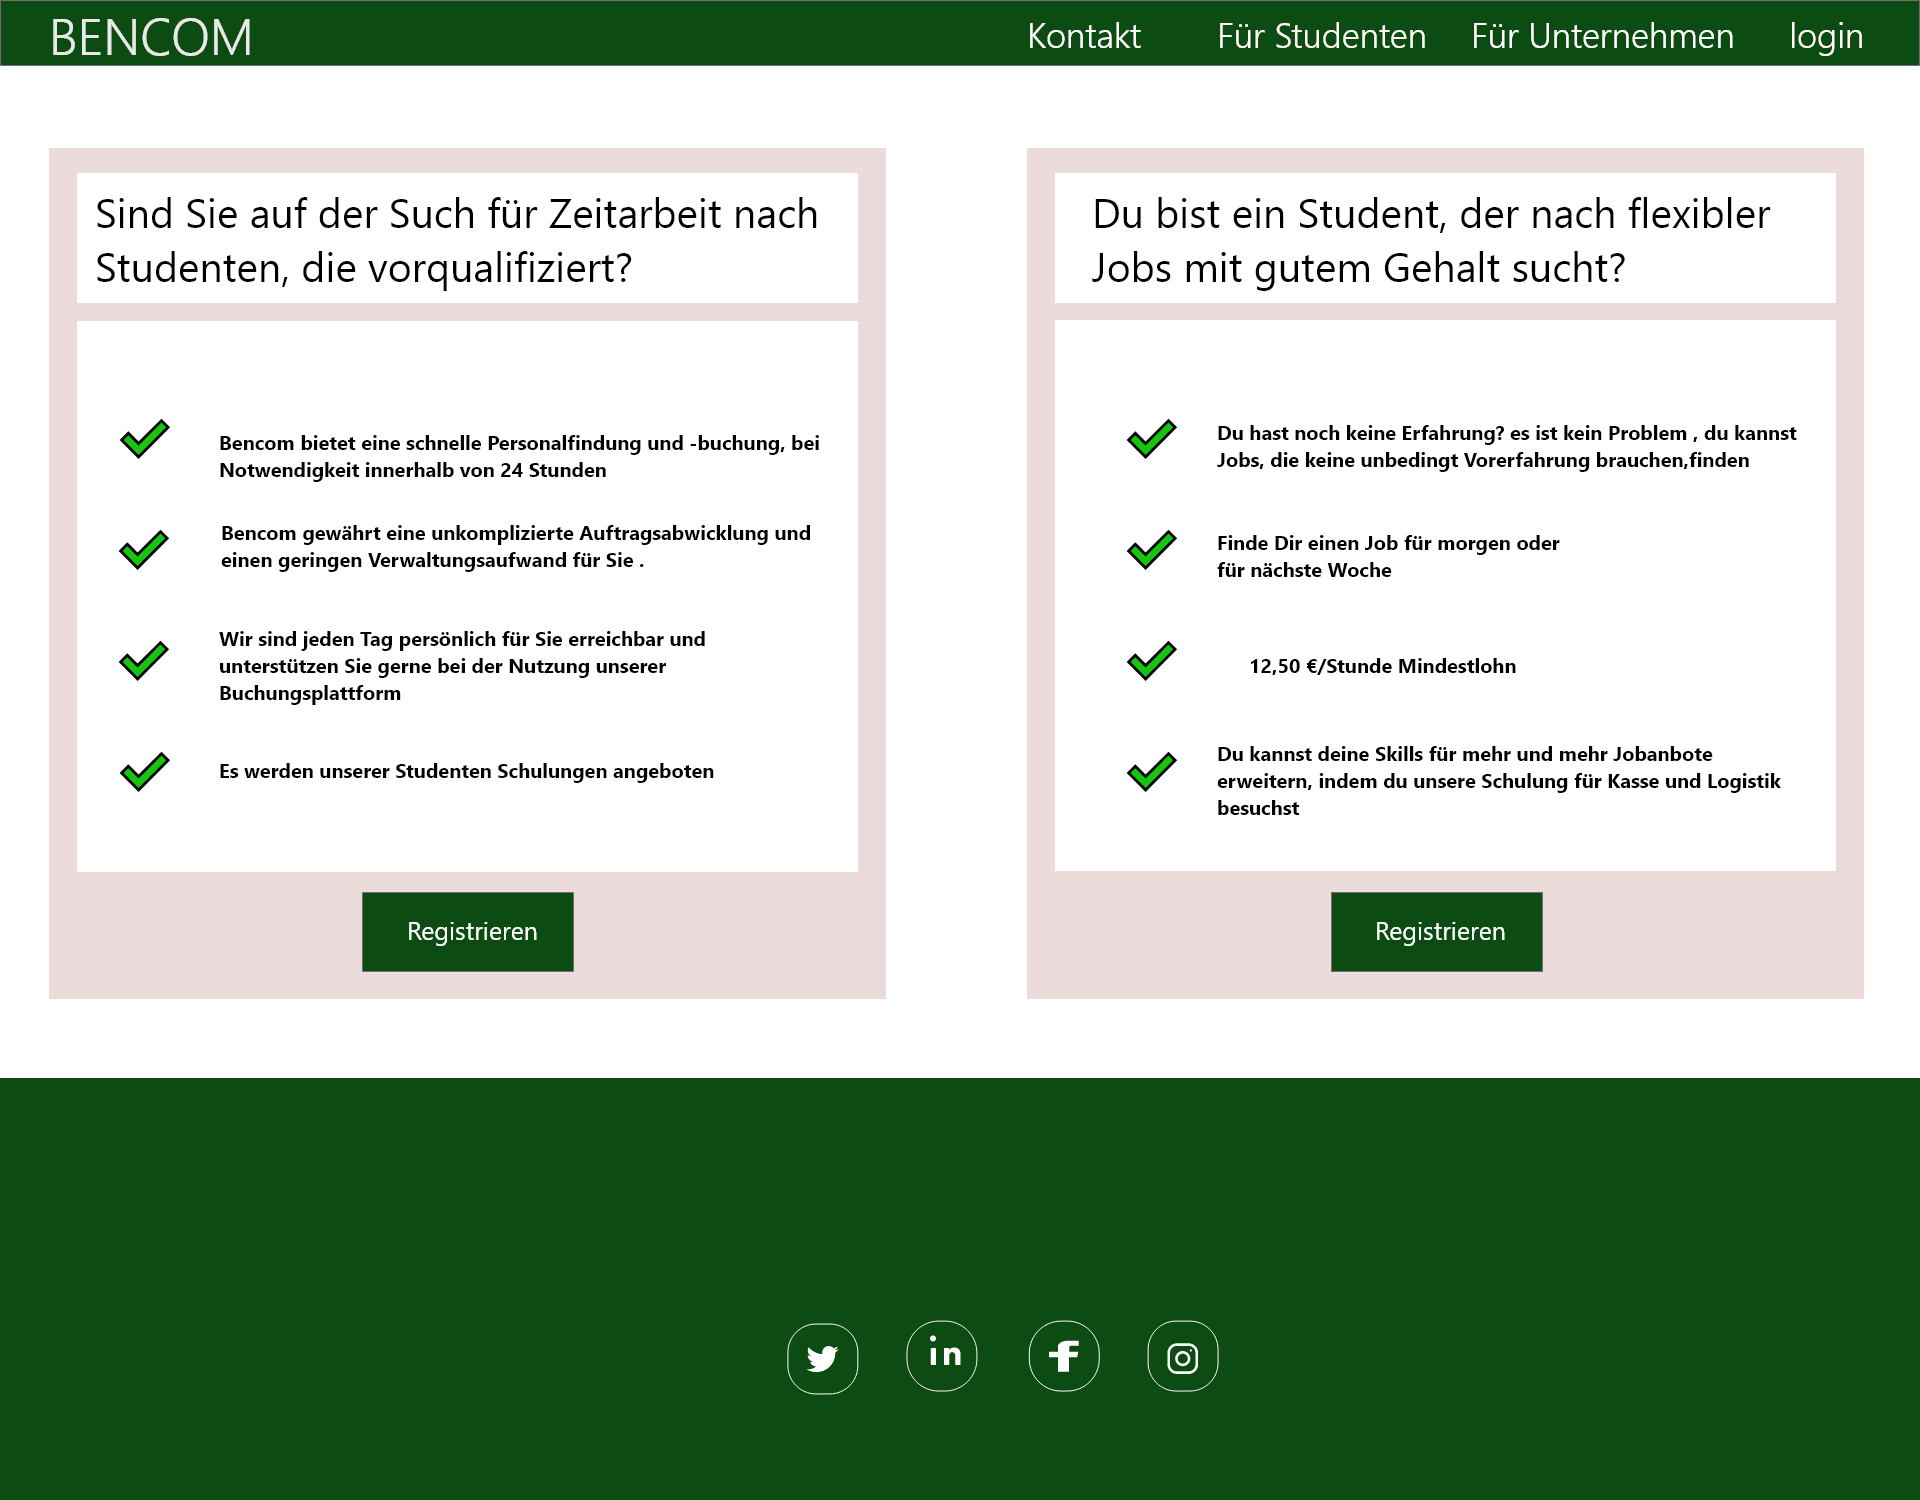 BENCOM
Kontakt
Für Studenten
Für Unternehmen
login
Sind Sie auf der Such für Zeitarbeit nach
Studenten, die vorqualifiziert?
Bencom bietet eine schnelle Personalfindung und -buchung, bei
Notwendigkeit innerhalb von 24 Stunden
Bencom gewährt eine unkomplizierte Auftragsabwicklung und
einen geringen Verwaltungsaufwand für Sie .
Wir sind jeden Tag persönlich für Sie erreichbar und
unterstützen Sie gerne bei der Nutzung unserer
Buchungsplattform
Es werden unserer Studenten Schulungen angeboten
Registrieren
Du bist ein Student, der nach flexibler
Jobs mit gutem Gehalt sucht?
Du hast noch keine Erfahrung? es ist kein Problem , du kannst
Jobs, die keine unbedingt Vorerfahrung brauchen,finden
Finde Dir einen Job für morgen oder
für nächste Woche
12,50 €/Stunde Mindestlohn
Du kannst deine Skills für mehr und mehr Jobanbote
erweitern, indem du unsere Schulung für Kasse und Logistik
besuchst
Registrieren